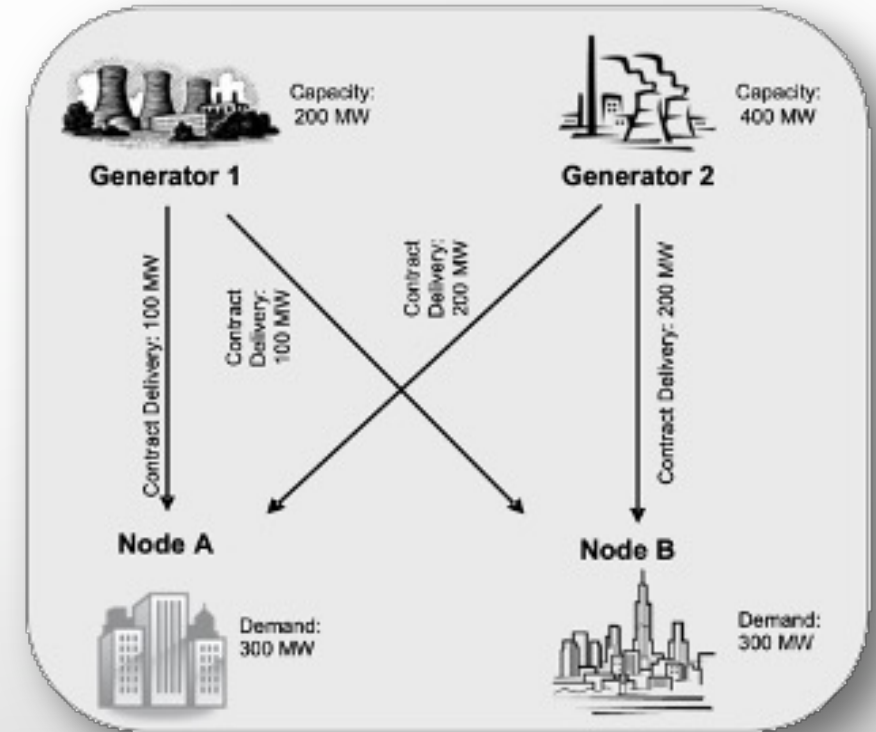 Capacity:
200 MW
Capacity:
400 MW
Generator 1
Generator 2
Contract Delivery: 100 MW
Contract
Delivery:
100 MW
Contract
Delivery:
200 MW
Contract Delivery: 200 MW
Node A
Node B
Demand:
300 MW
Demand:
300 MW